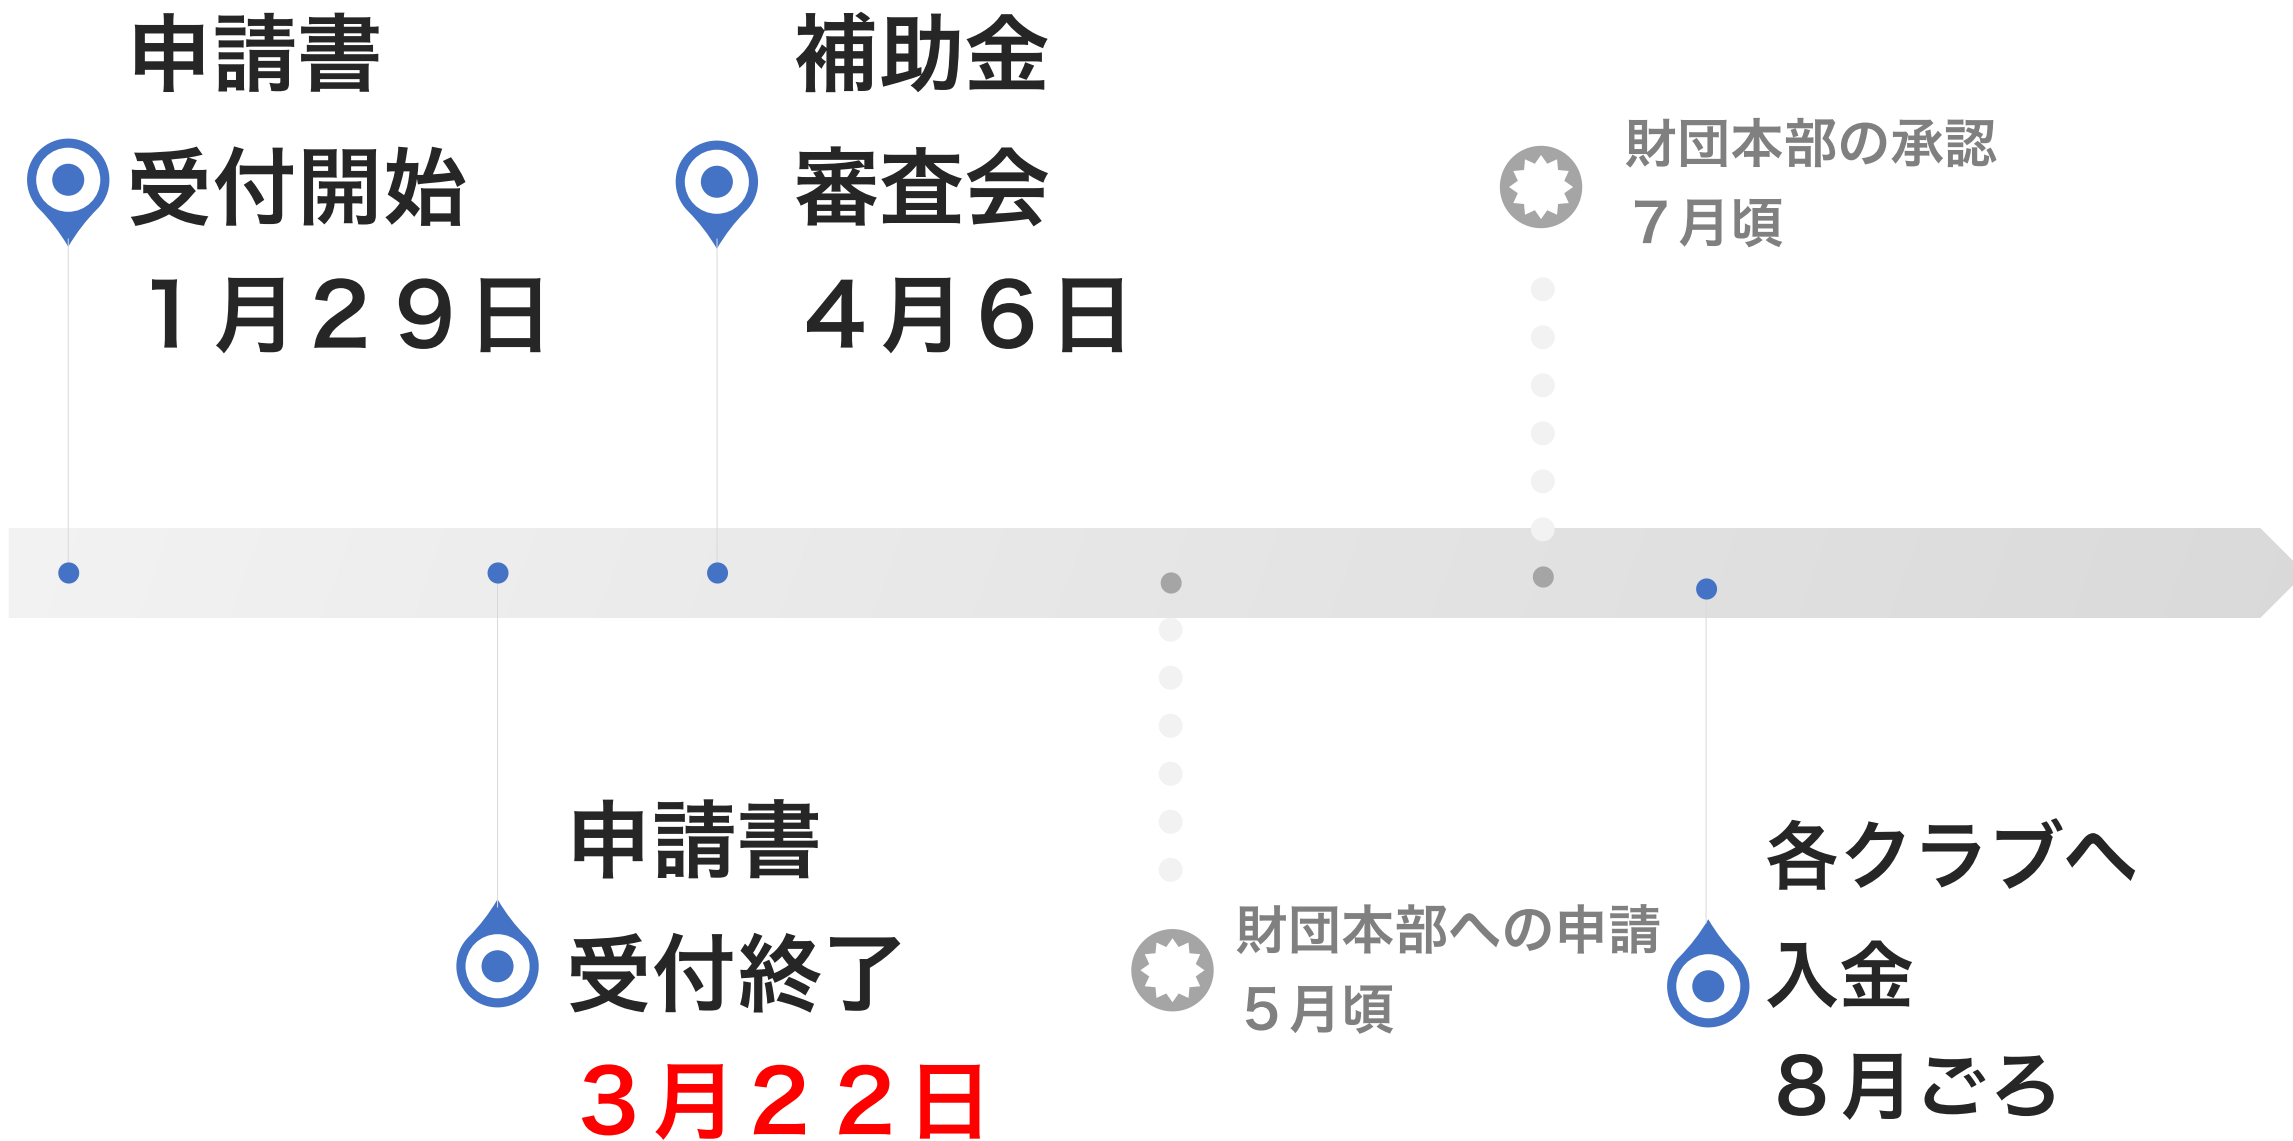 申請書
受付開始
１月２９日
補助金
審査会
４月６日
財団本部の承認
７月頃
申請書
受付終了
３月２２日
財団本部への申請
５月頃
各クラブへ
入金
８月ごろ